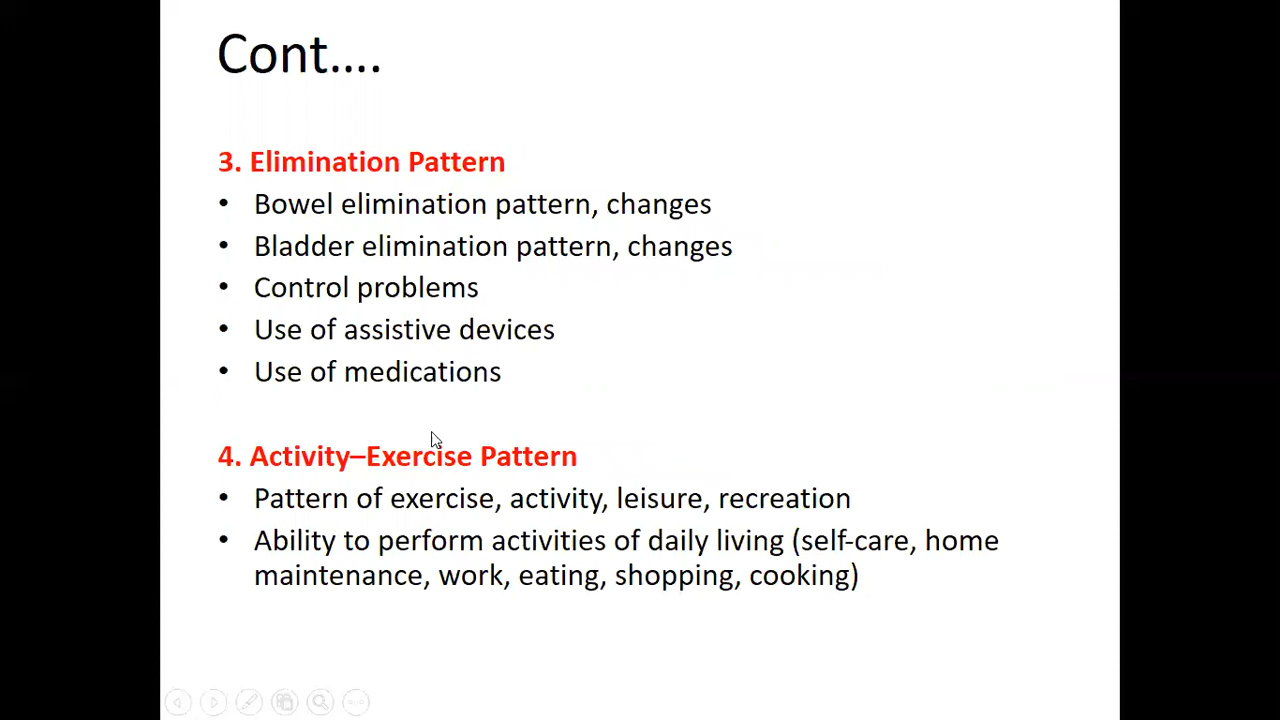 Cont....
3. Elimination Pattern
• Bowel elimination pattern, changes
• Bladder elimination pattern, changes
• Control problems
• Use of assistive devices
• Use of medications
4. Activity–Exercise Pattern
• Pattern of exercise, activity, leisure, recreation
• Ability to perform activities of daily living (self-care, home
maintenance, work, eating, shopping, cooking)